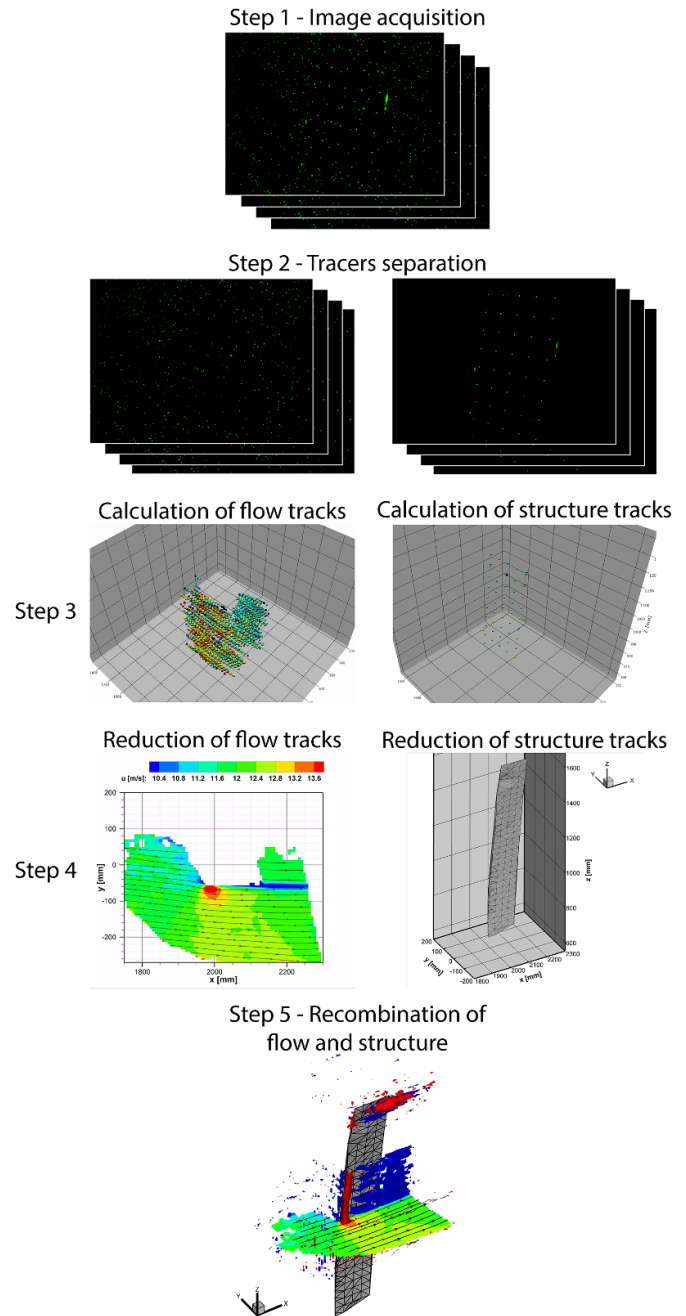 Step 1 - Image acquisition
Step 2 - Tracers separation
Calculation of flow tracks
Calculation of structure tracks
Step 3
Reduction of flow tracks
Reduction of structure tracks
u [m/s]: 10.4 10.8 11.2 11.6 12 12.4 12.8 13.2 13.6
200
100
0
-100
-200
y [mm]
1800 2000 2200
x [mm]
Step 4
Z
Y X
1600
1400
1200
1000
800
600
z [mm]
200
100
0
-100
-200
y [mm]
1800 1900 2000 2100 2200 2300
x [mm]
Step 5 - Recombination of
flow and structure
Z
Y X